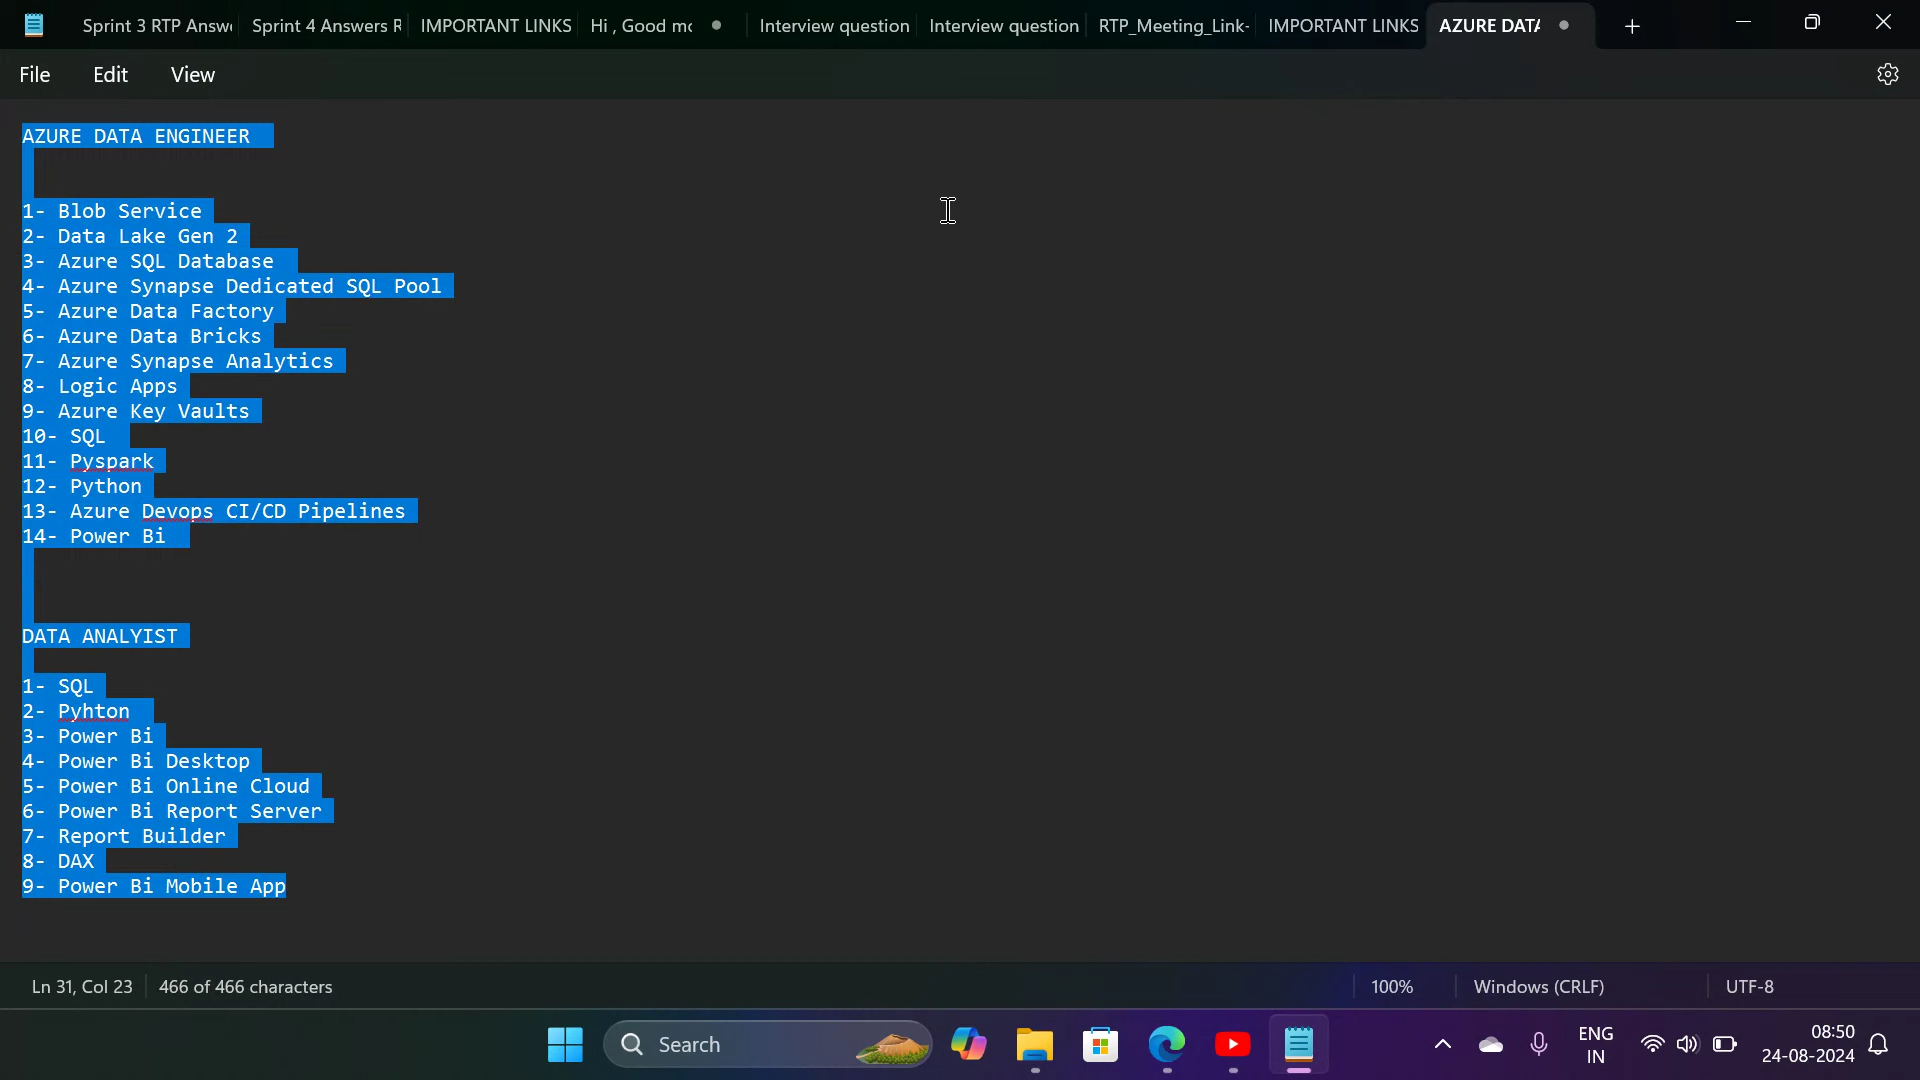 Sprint 3 RTP Answ
Sprint 4 Answers R
IMPORTANT LINKS
Hi , Good mo
Interview question
Interview question
RTP_Meeting_Link-
IMPORTANT LINKS
AZURE DATA
File
Edit
View
AZURE DATA ENGINEER
1- Blob Service
2- Data Lake Gen 2
3- Azure SQL Database
4- Azure Synapse Dedicated SQL Pool
5- Azure Data Factory
6- Azure Data Bricks
7- Azure Synapse Analytics
8- Logic Apps
9- Azure Key Vaults
10- SQL
11- Pyspark
12- Python
13- Azure Devops CI/CD Pipelines
14- Power Bi
DATA ANALYIST
1- SQL
2- Pyhton
3- Power Bi
4- Power Bi Desktop
5- Power Bi Online Cloud
6- Power Bi Report Server
7- Report Builder
8- DAX
9- Power Bi Mobile App
Ln 31, Col 23
466 of 466 characters
100%
Windows (CRLF)
UTF-8
Search
ENG
IN
08:50
24-08-2024